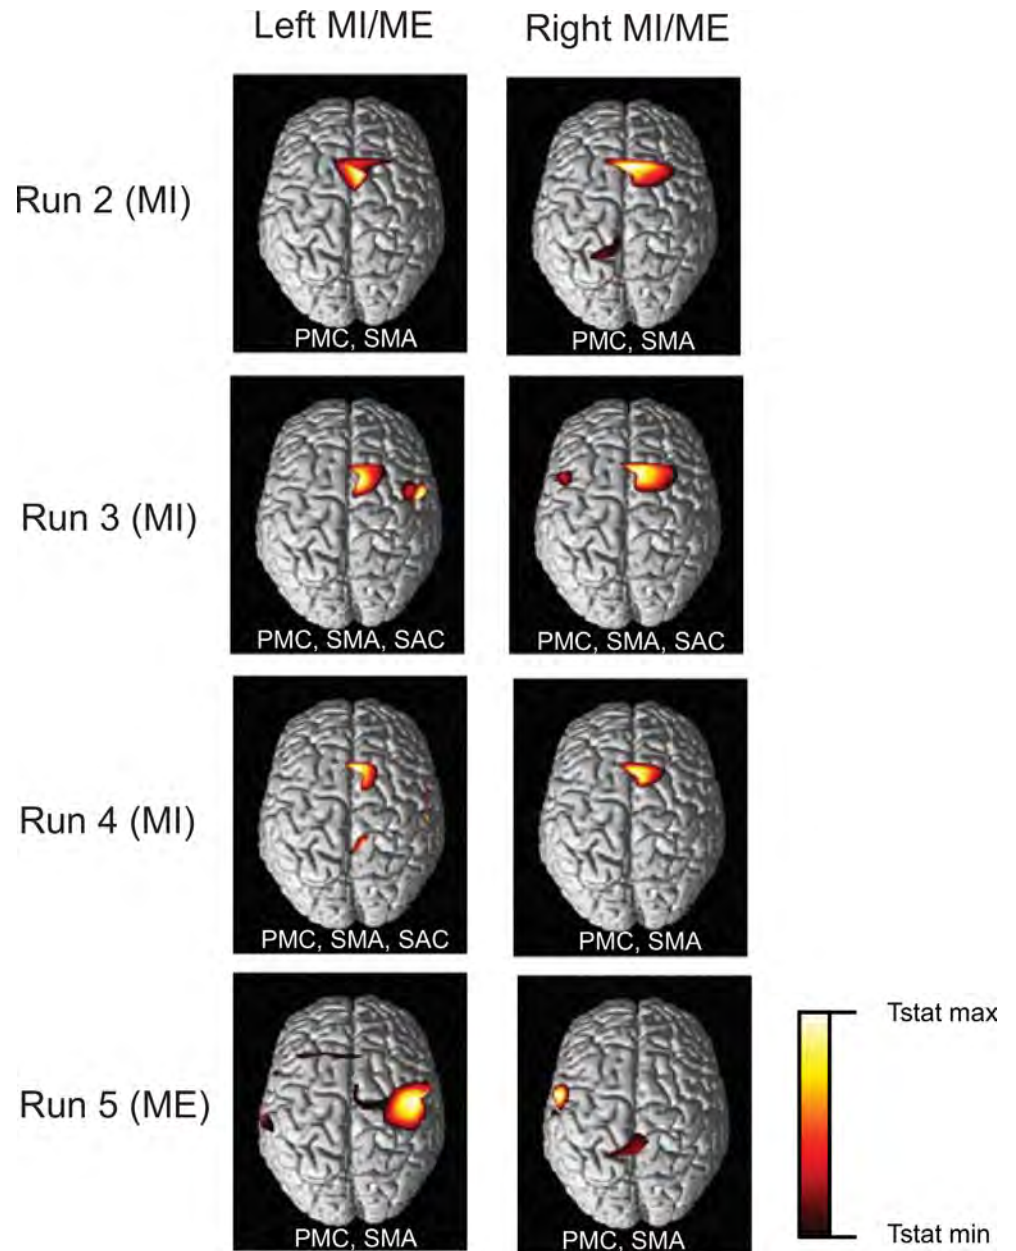 Left MI/ME
Right MI/ME
Run 2 (MI)
PMC, SMA
PMC, SMA
Run 3 (MI)
PMC, SMA, SAC
PMC, SMA, SAC
Run 4 (MI)
PMC, SMA, SAC
PMC, SMA
Run 5 (ME)
PMC, SMA
PMC, SMA
Tstat max
Tstat min